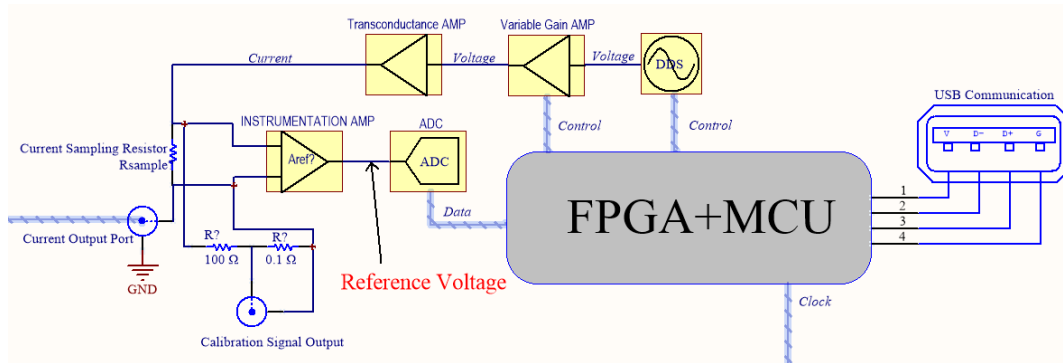 Transconductance AMP
Variable Gain AMP
Current
Voltage
Voltage
DDS
USB Communication
V D- D+ G
INSTRUMENTATION AMP
ADC
Control
Control
Current Sampling Resistor
Rsample
Aref?
ADC
1
2
3
4
Data
FPGA+MCU
Current Output Port
R?
R?
100 Ω
0.1 Ω
GND
Reference Voltage
Clock
Calibration Signal Output